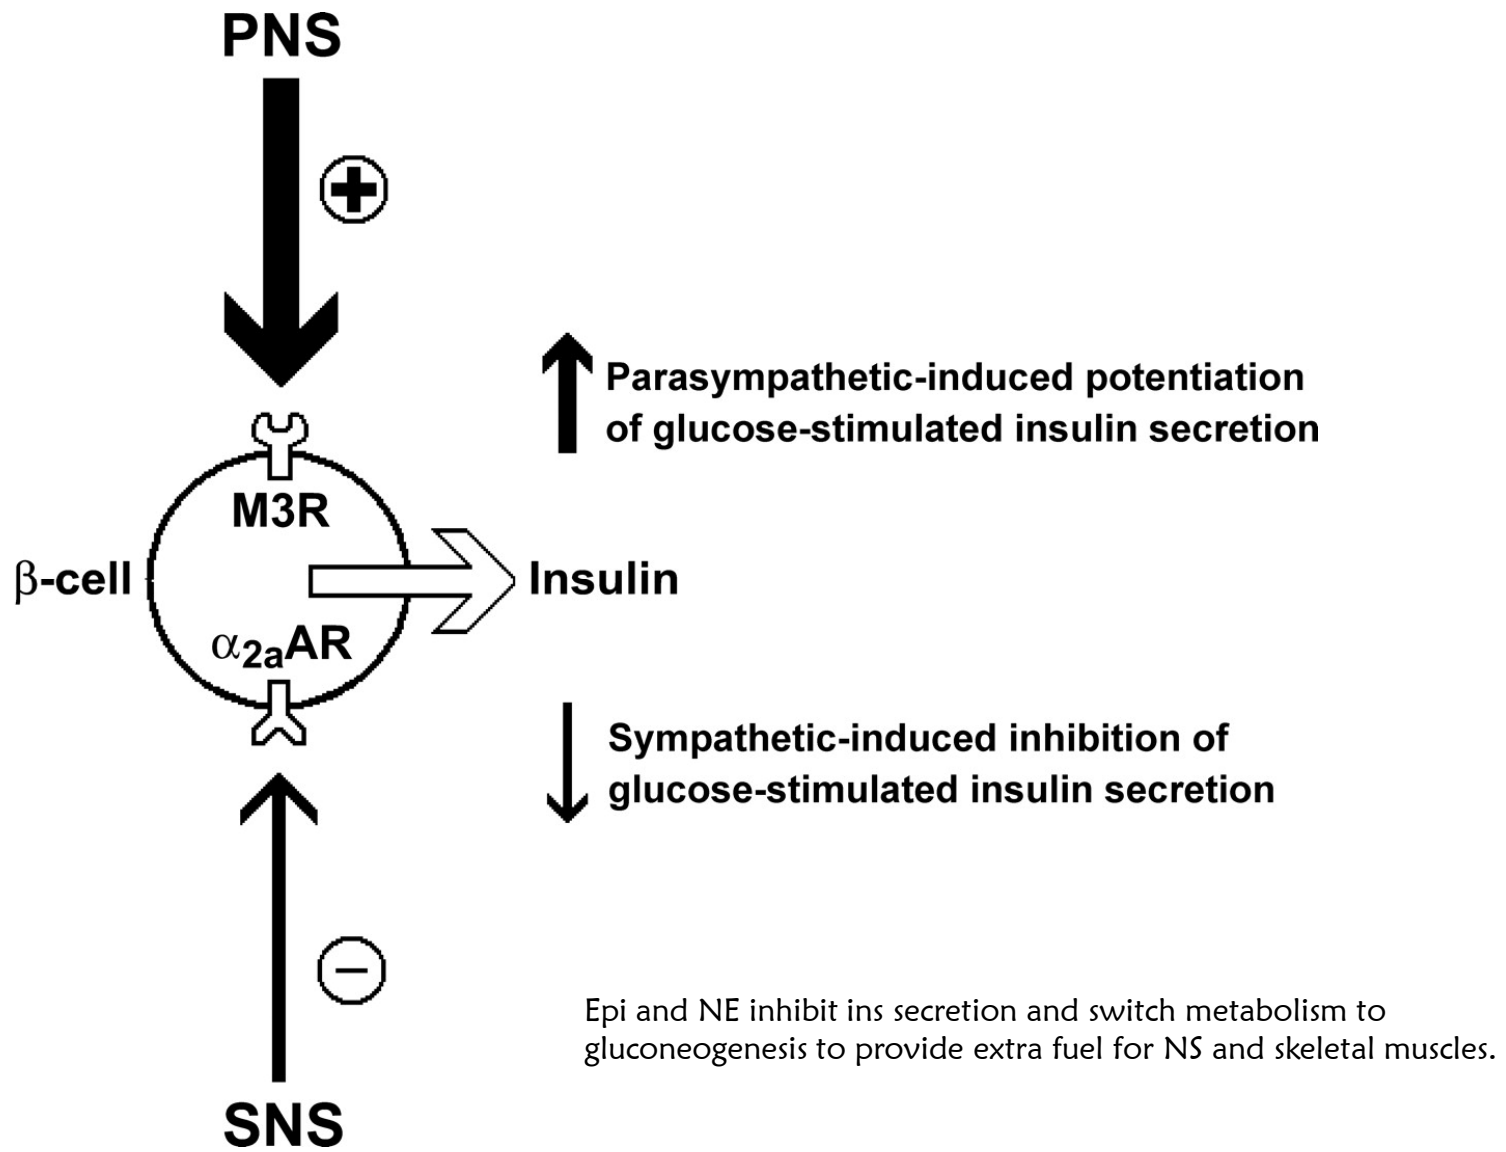 PNS
Parasympathetic-induced potentiation
of glucose-stimulated insulin secretion
M3R
β-cell
Insulin
α2aAR
Sympathetic-induced inhibition of
glucose-stimulated insulin secretion
Epi and NE inhibit ins secretion and switch metabolism to
gluconeogenesis to provide extra fuel for NS and skeletal muscles.
SNS